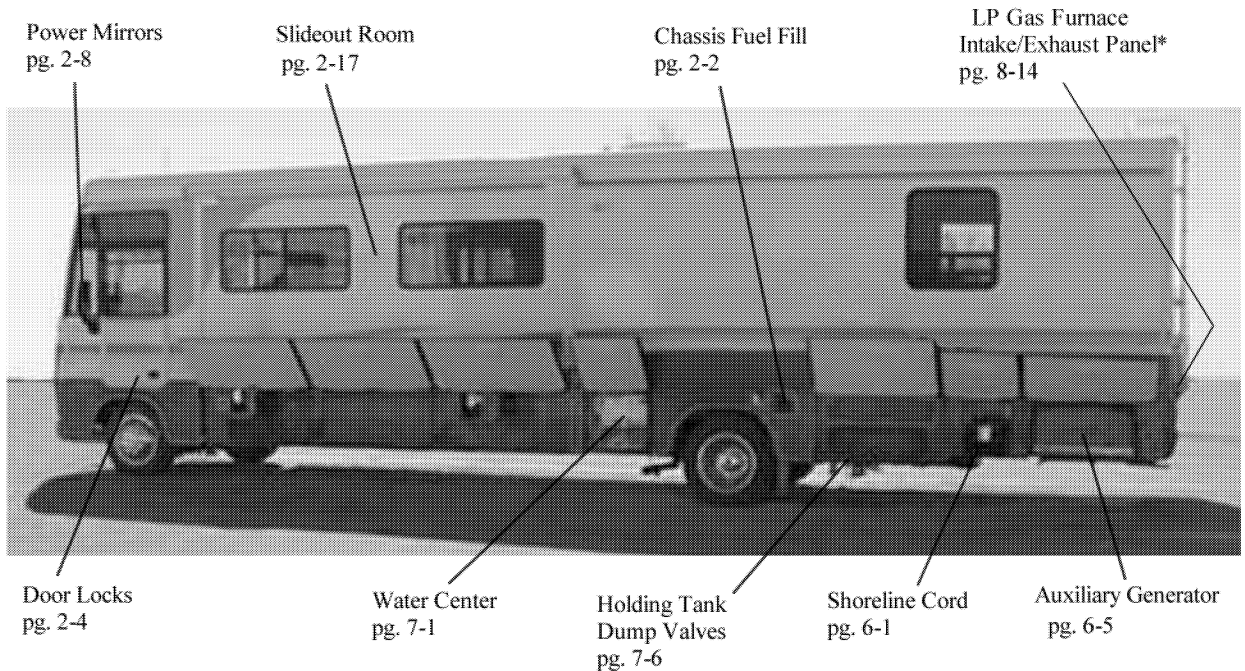 Power Mirrors
pg. 2-8
Slideout Room
pg. 2-17
Chassis Fuel Fill
pg. 2-2
LP Gas Furnace
Intake/Exhaust Panel*
pg. 8-14
Door Locks
pg. 2-4
Water Center
pg. 7-1
Holding Tank
Dump Valves
pg. 7-6
Shoreline Cord
pg. 6-1
Auxiliary Generator
pg. 6-5